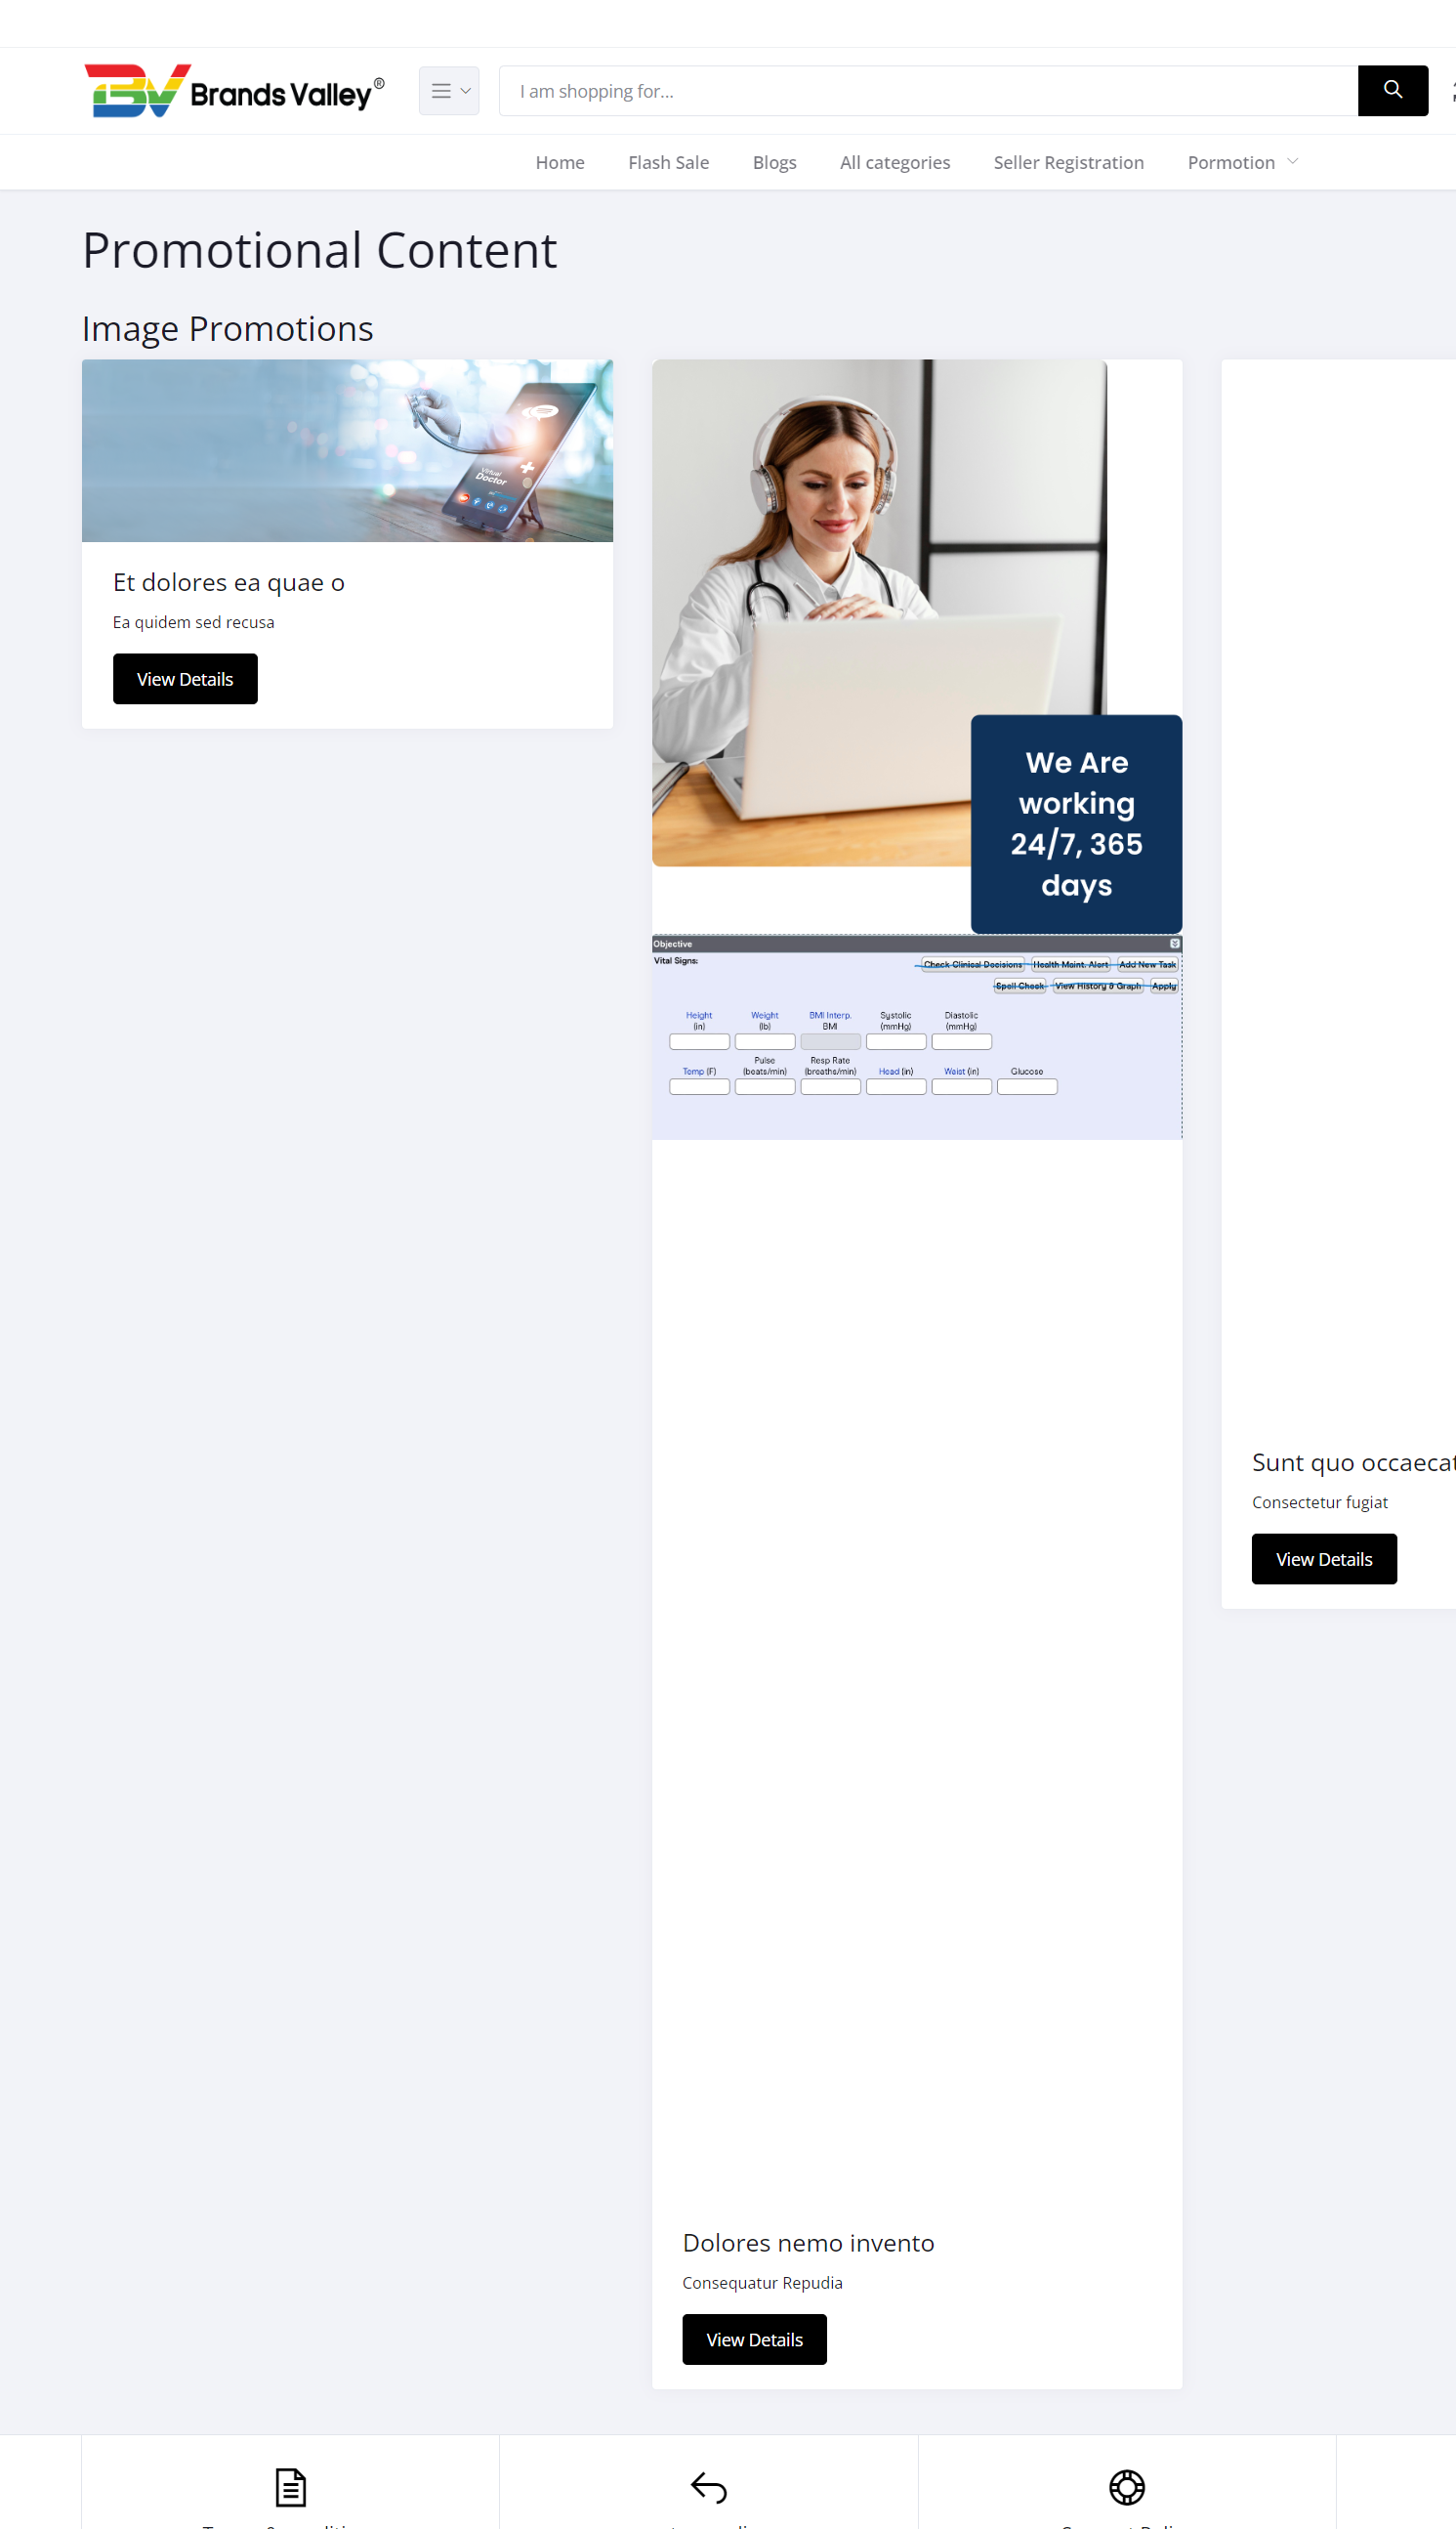 Brands Valley®
I am shopping for...
Home
Flash Sale
Blogs
All categories
Seller Registration
Pormotion
Promotional Content
Image Promotions
Virtual
Doctor
Et dolores ea quae o
Ea quidem sed recusa
View Details
We Are
working
24/7, 365
days
Objective
Vital Signs:
Check Clinical Decisions
Health Maint. Alert
Add New Task
Spell Check
View History & Graph
Apply
Height
(in)
Weight
(lb)
BMI Interp.
BMI
Systolic
(mmHg)
Diastolic
(mmHg)
Temp (F)
Pulse
(beats/min)
Resp Rate
(breaths/min)
Head (in)
Waist (in)
Glucose
Sunt quo occaecat
Consectetur fugiat
View Details
Dolores nemo invento
Consequatur Repudia
View Details